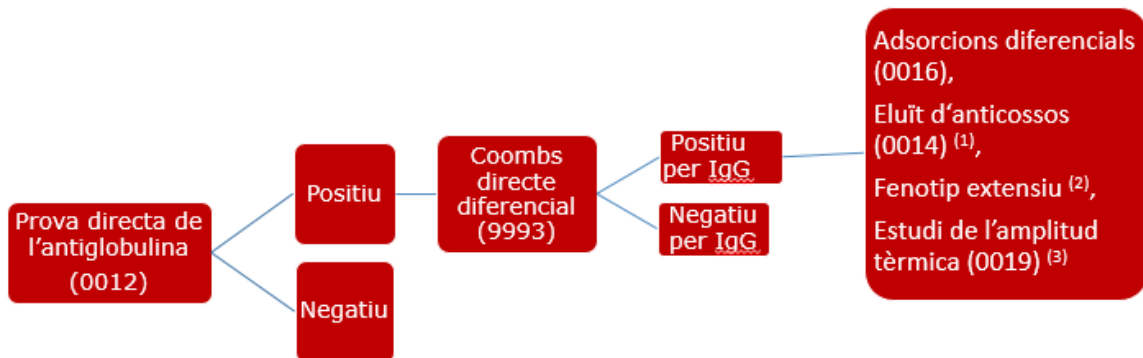 Prova directa de
l’antiglobulina
(0012)
Positiu
Negatiu
Coombs
directe
diferencial
(9993)
Positiu
per IgG
Negatiu
per IgG
Adsorcions diferencials
(0016),
Eluït d‘anticossos
(0014) (1),
Fenotip extensiu (2),
Estudi de l’amplitud
tèrmica (0019) (3)